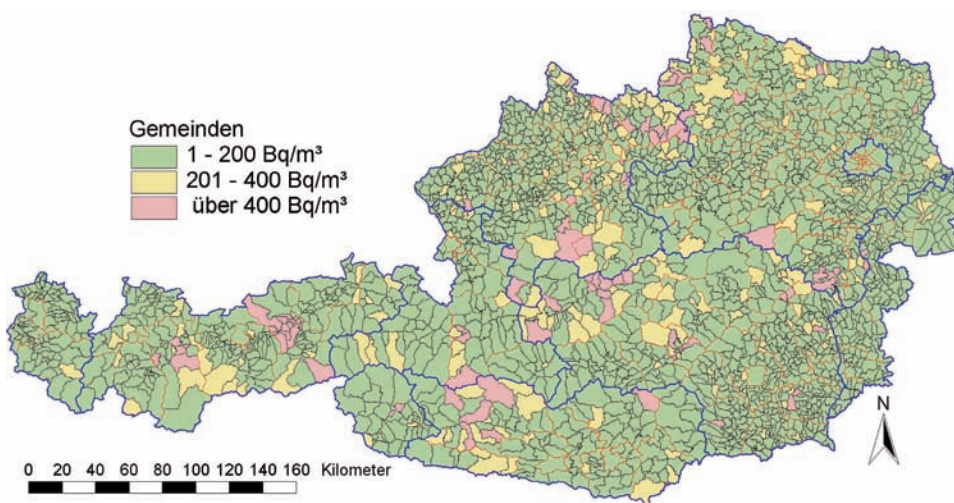 Gemeinden
1 - 200 Bq/m³
201 - 400 Bq/m³
über 400 Bq/m³
N
0 20 40 60 80 100 120 140 160 Kilometer